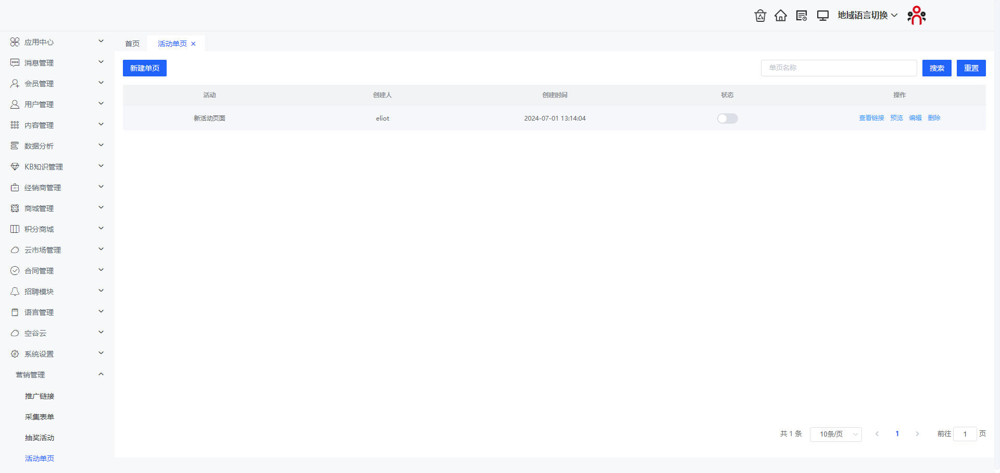 地域语言切换
应用中心
消息管理
会员管理
用户管理
内容管理
数据分析
KB知识管理
经销商管理
商城管理
积分商城
云市场管理
合同管理
招聘模块
语言管理
空谷云
系统设置
营销管理
推广链接
采集表单
抽奖活动
活动单页
首页 活动单页
新建单页 单页名称 搜索 重置
活动 创建人 创建时间 状态 操作
新活动页面 eliot 2024-07-01 13:14:04 查看链接 预览 编辑 删除
共 1 条 10条/页 1 前往 1 页